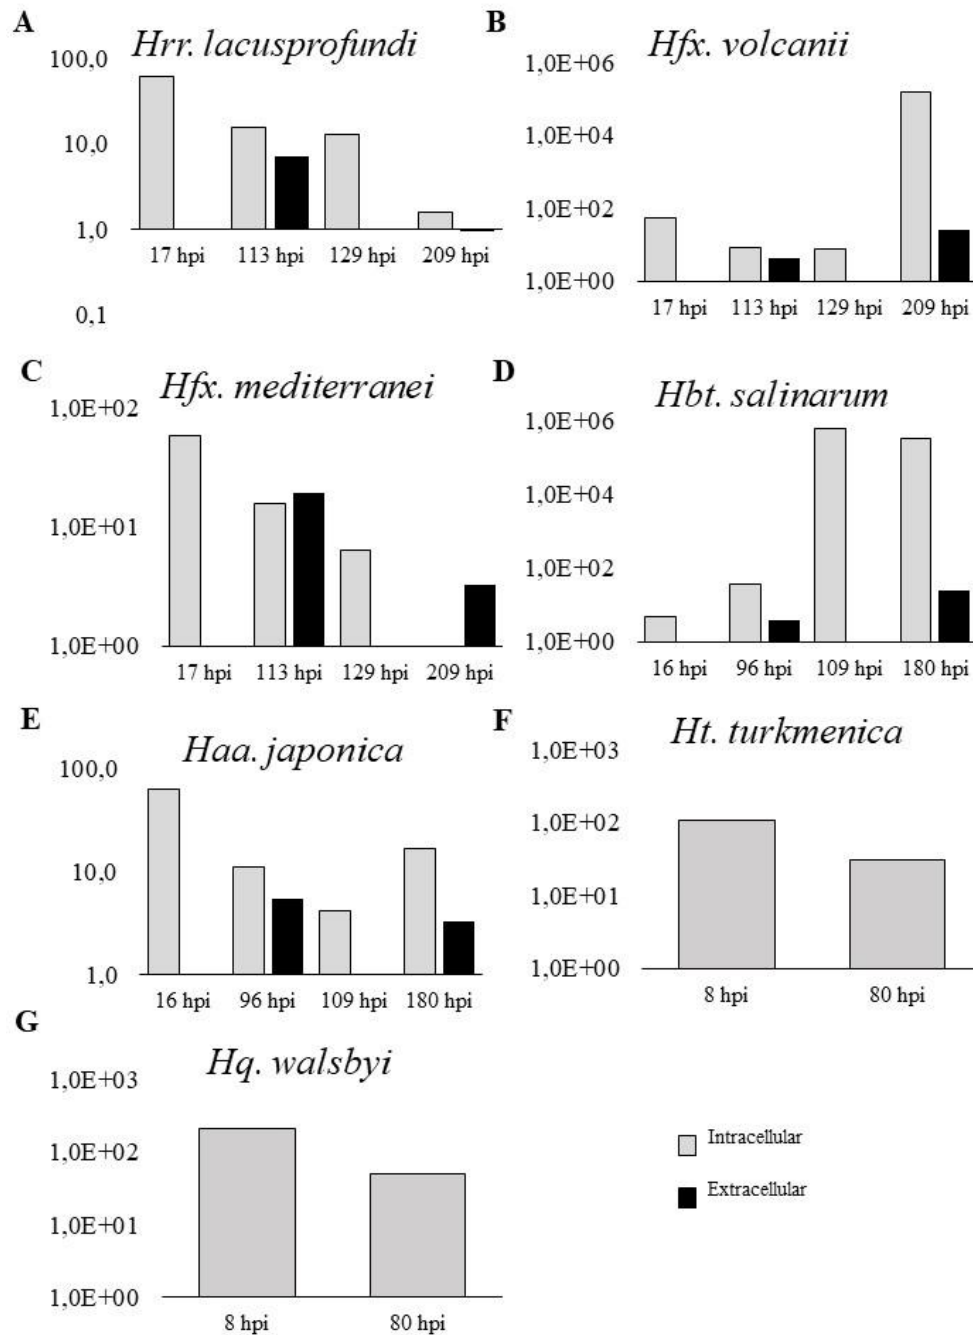 A
Hrr. lacusprofundi
100,0
10,0
1,0
0,1
17 hpi 113 hpi 129 hpi 209 hpi
B
Hfx. volcanii
1,0E+06
1,0E+04
1,0E+02
1,0E+00
17 hpi 113 hpi 129 hpi 209 hpi
C
Hfx. mediterranei
1,0E+02
1,0E+01
1,0E+00
17 hpi 113 hpi 129 hpi 209 hpi
D
Hbt. salinarum
1,0E+06
1,0E+04
1,0E+02
1,0E+00
16 hpi 96 hpi 109 hpi 180 hpi
E
Haa. japonica
100,0
10,0
1,0
16 hpi 96 hpi 109 hpi 180 hpi
F
Ht. turkmenica
1,0E+03
1,0E+02
1,0E+01
1,0E+00
8 hpi 80 hpi
G
Hq. walsbyi
1,0E+03
1,0E+02
1,0E+01
1,0E+00
8 hpi 80 hpi
Intracellular
Extracellular